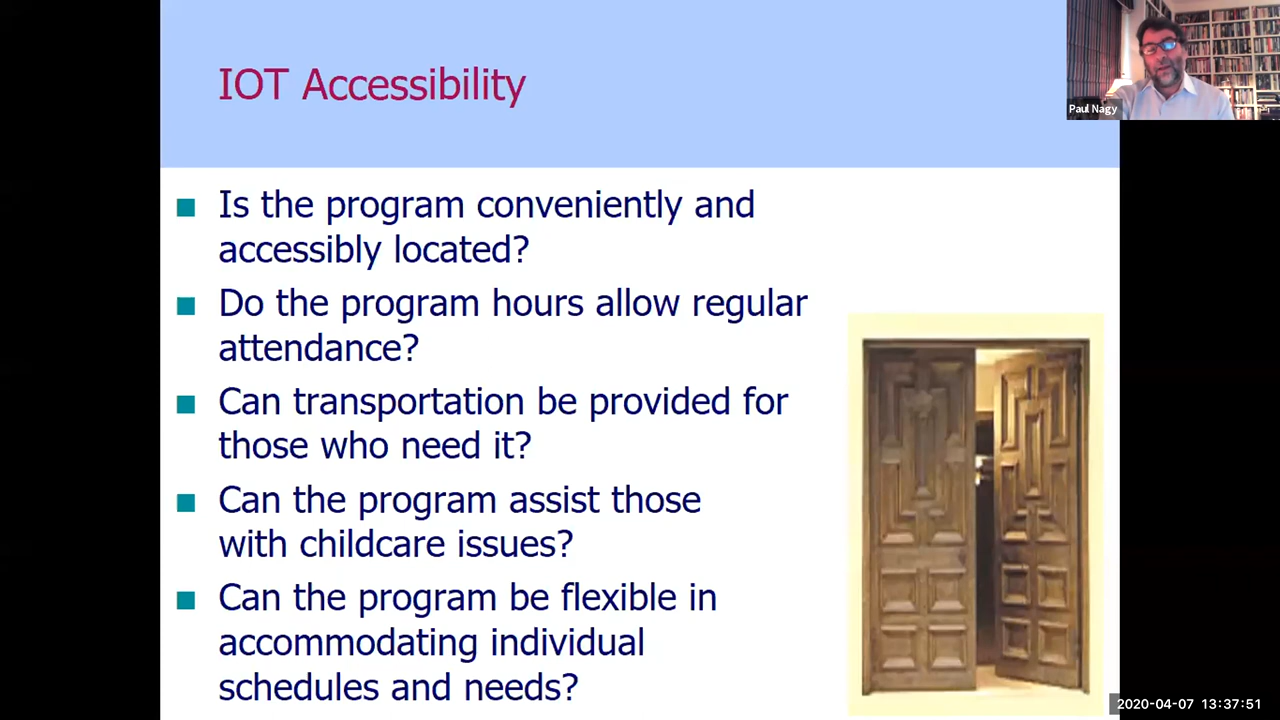 IOT Accessibility
Paul Nagy
Is the program conveniently and
accessibly located?
Do the program hours allow regular
attendance?
Can transportation be provided for
those who need it?
Can the program assist those
with childcare issues?
Can the program be flexible in
accommodating individual
schedules and needs?
2020-04-07 13:37:51